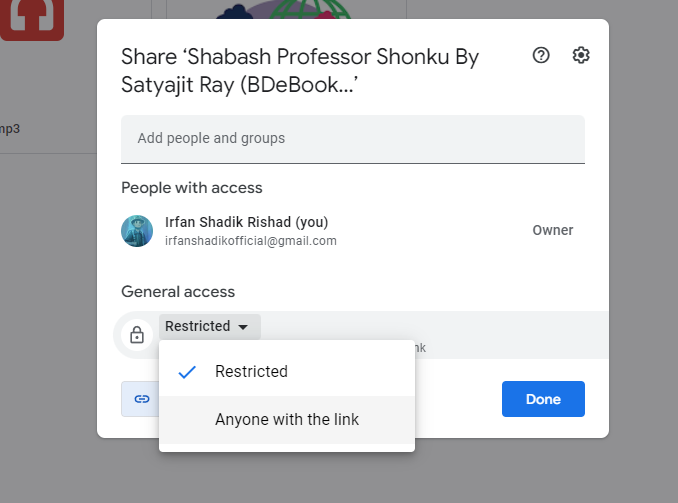 mp3
Share ‘Shabash Professor Shonku By
Satyajit Ray (BDeBook...’
Add people and groups
People with access
Irfan Shadik Rishad (you)
irfanshadikofficial@gmail.com
Owner
General access
Restricted
nk
Restricted
Anyone with the link
Done